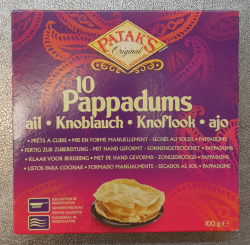 PATAK'S
Original
10
Pappadums
ail • Knoblauch • Knoflook • ajo
• PRÊTS À CUIRE • MIS EN FORME MANUELLEMENT • SÉCHÉS AU SOLEIL • PAPPADUMS
• FERTIG ZUR ZUBEREITUNG • MIT HAND GEFORMT • SONNENGETROCKNET • PAPPADUMS
• KLAAR VOOR BEREIDING • MET DE HAND GEVORMD • ZONGEDROOGD • PAPPADUMS
• LISTOS PARA COCINAR • FORMADO MANUALMENTE • SECADOS AL SOL • PAPPADUMS
100 g ℮